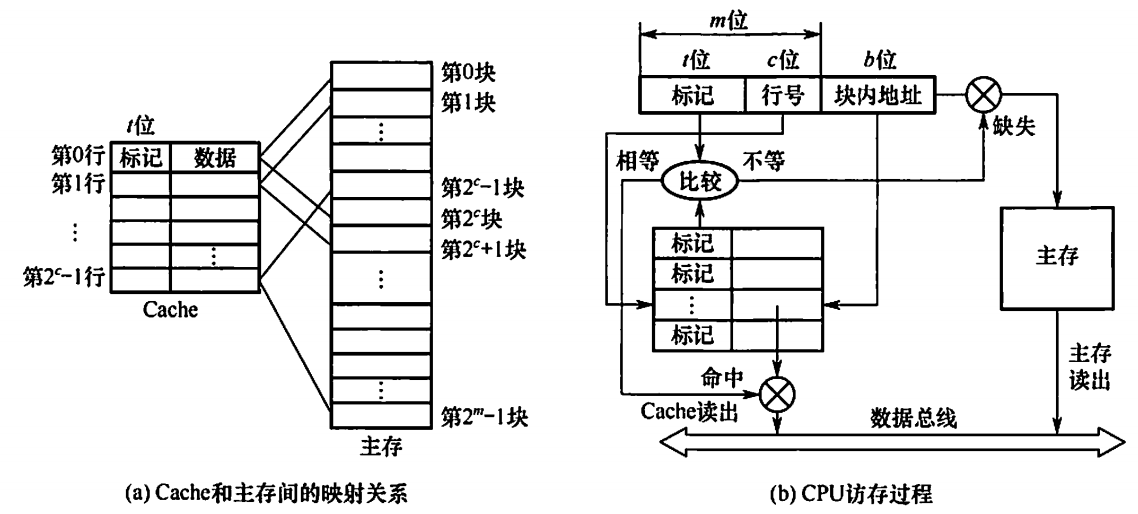 t位
第0行
标记
数据
第1行
⋮
⋮
第2ᶜ-1行
Cache
第0块
第1块
⋮
第2ᶜ-1块
第2ᶜ块
第2ᶜ+1块
⋮
⋮
第2ᵐ-1块
主存
(a) Cache和主存间的映射关系
m位
t位 c位 b位
标记 行号 块内地址
缺失
相等 比较 不等
标记
标记
⋮
标记
主存
命中
Cache读出
主存
读出
数据总线
(b) CPU访存过程